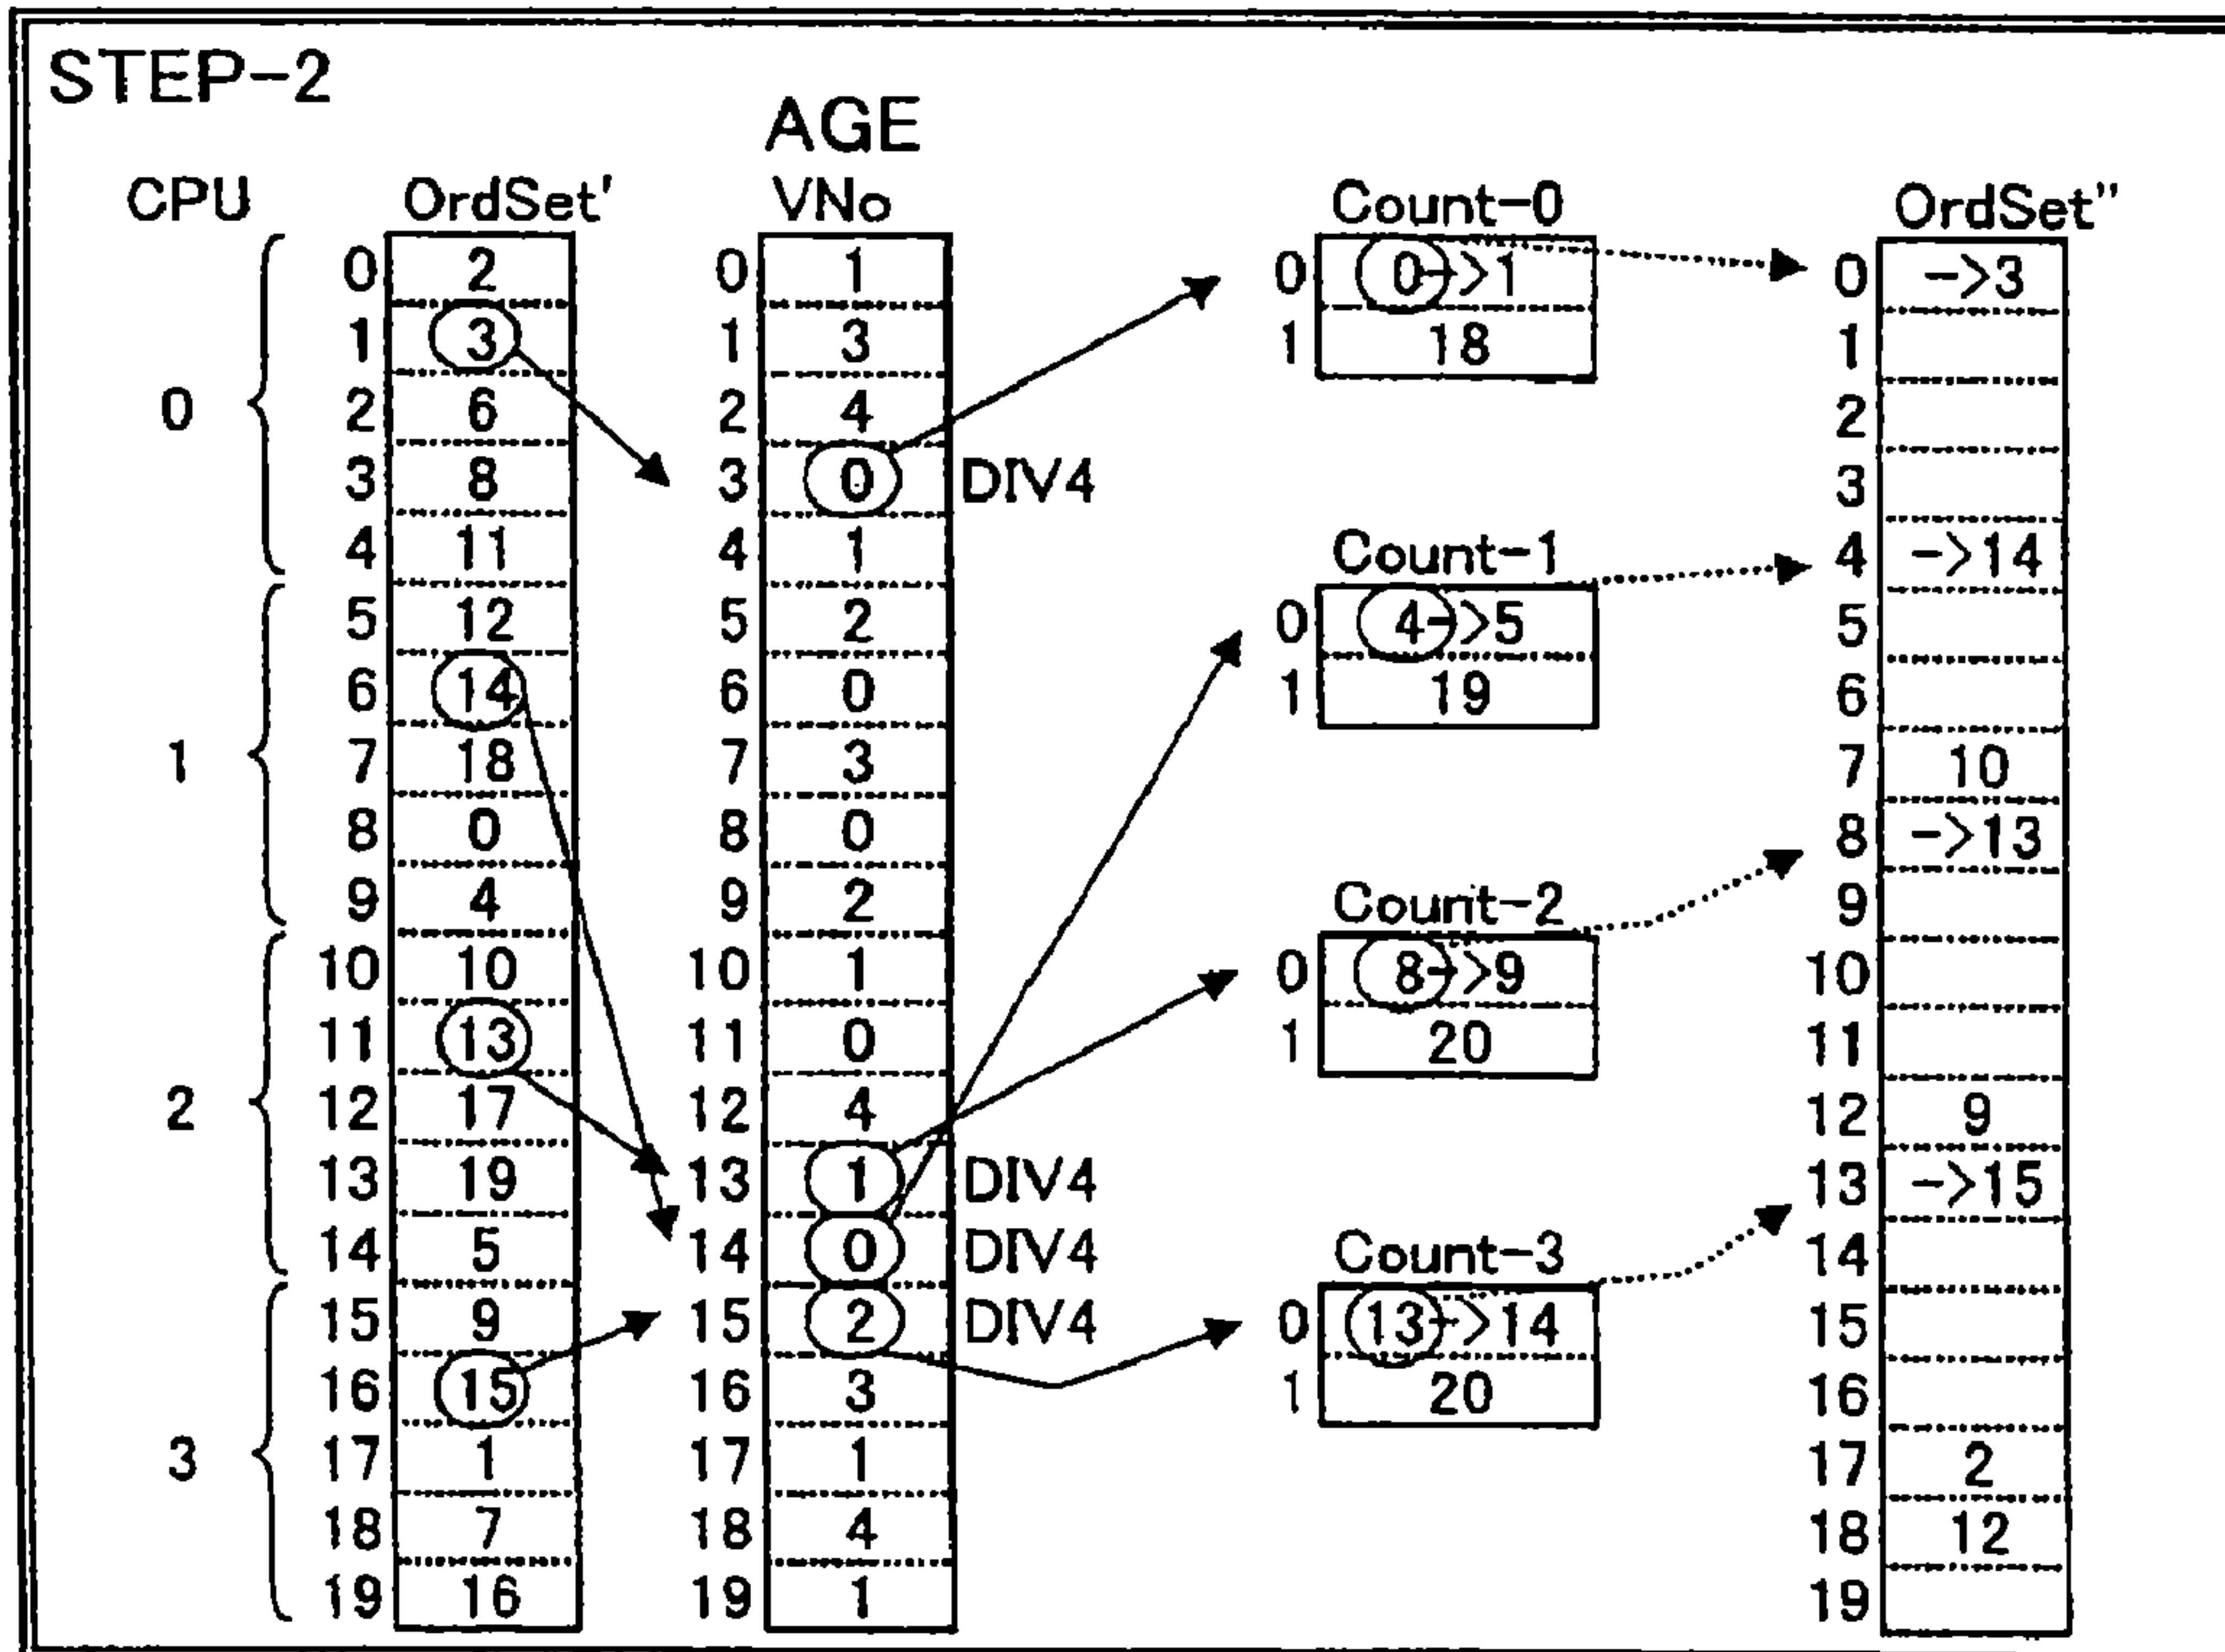 STEP-2
AGE
CPU OrdSet' VNo Count-0 OrdSet"
0 2 0 1 0 0->1 0 ->3
1 3 1 3 1 18 1
0 2 6 2 4 2
3 8 3 0 DIV4 3
4 11 4 1 Count-1 4 ->14
5 12 5 2 0 4->5 5
6 14 6 0 1 19 6
1 7 18 7 3 7 10
8 0 8 0 8 ->13
9 4 9 2 Count-2 9
10 10 10 1 0 8->9 10
11 13 11 0 1 20 11
2 12 17 12 4 12 9
13 19 13 1 DIV4 13 ->15
14 5 14 0 DIV4 Count-3 14
15 9 15 2 DIV4 0 13->14 15
16 15 16 3 1 20 16
3 17 1 17 1 17 2
18 7 18 4 18 12
19 16 19 1 19